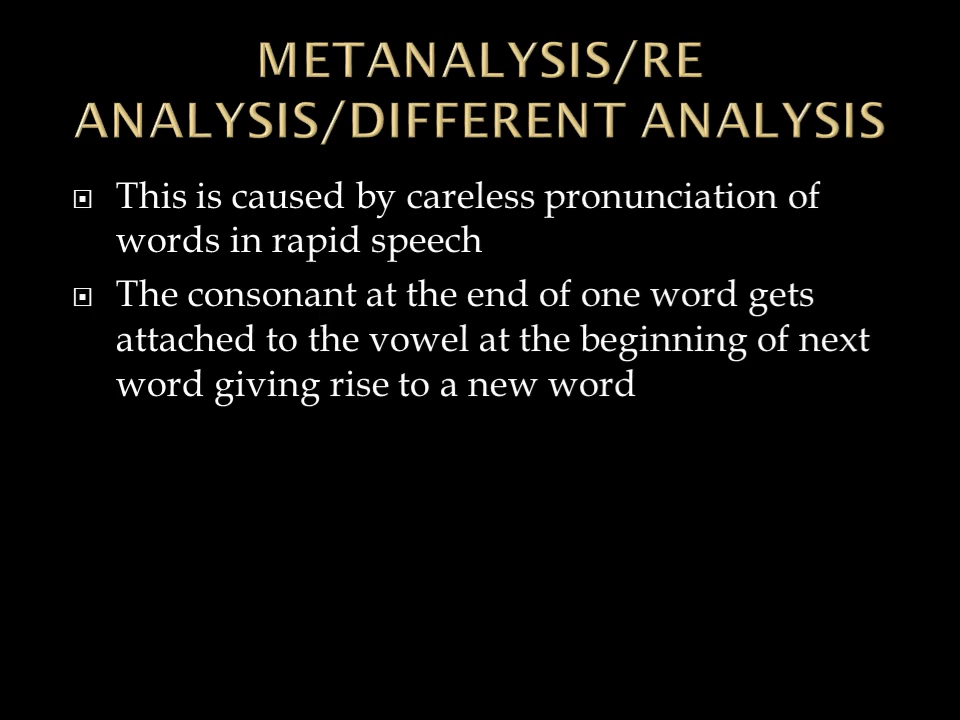 METANALYSIS/RE
ANALYSIS/DIFFERENT ANALYSIS
This is caused by careless pronunciation of
words in rapid speech
The consonant at the end of one word gets
attached to the vowel at the beginning of next
word giving rise to a new word